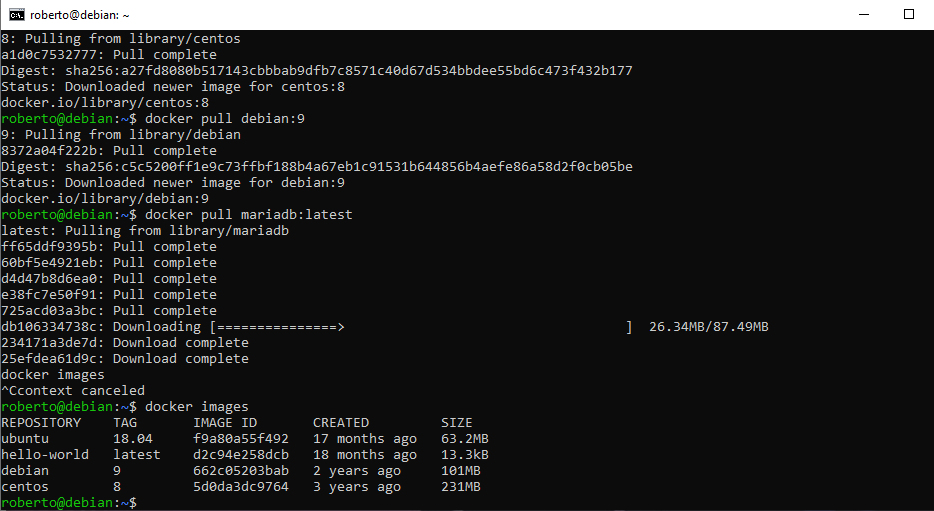 roberto@debian: ~
8: Pulling from library/centos
a1d0c7532777: Pull complete
Digest: sha256:a27fd8080b517143cbbbab9dfb7c8571c40d67d534bbdee55bd6c473f432b177
Status: Downloaded newer image for centos:8
docker.io/library/centos:8
roberto@debian:~$ docker pull debian:9
9: Pulling from library/debian
8372a04f222b: Pull complete
Digest: sha256:c5c5200ff1e9c73ffbf188b4a67eb1c91531b644856b4aefe86a58d2f0cb05be
Status: Downloaded newer image for debian:9
docker.io/library/debian:9
roberto@debian:~$ docker pull mariadb:latest
latest: Pulling from library/mariadb
ff65ddf9395b: Pull complete
60bf5e4921eb: Pull complete
d4d47b8d6ea0: Pull complete
e38fc7e50f91: Pull complete
725acd03a3bc: Pull complete
db106334738c: Downloading [===============>                                   ]  26.34MB/87.49MB
234171a3de7d: Download complete
25efdea61d9c: Download complete
docker images
^Ccontext canceled
roberto@debian:~$ docker images
REPOSITORY    TAG       IMAGE ID       CREATED         SIZE
ubuntu        18.04     f9a80a55f492   17 months ago   63.2MB
hello-world   latest    d2c94e258dcb   18 months ago   13.3kB
debian        9         662c05203bab   2 years ago     101MB
centos        8         5d0da3dc9764   3 years ago     231MB
roberto@debian:~$